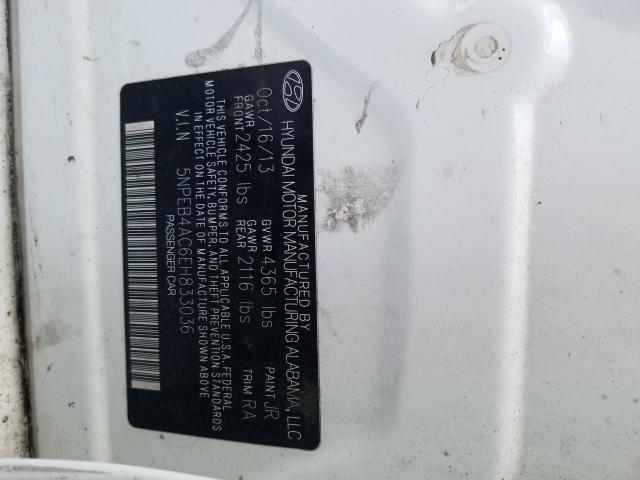 MANUFACTURED BY
HYUNDAI MOTOR MANUFACTURING ALABAMA, LLC
Oct/16/13 GVWR 4365 lbs PAINT JR
GAWR FRONT 2425 lbs GAWR REAR 2116 lbs TRIM RA
THIS VEHICLE CONFORMS TO ALL APPLICABLE U.S.A. FEDERAL
MOTOR VEHICLE SAFETY, BUMPER, AND THEFT PREVENTION STANDARDS
IN EFFECT ON THE DATE OF MANUFACTURE SHOWN ABOVE
V.I.N 5NPEB4AC6EH833036
PASSENGER CAR